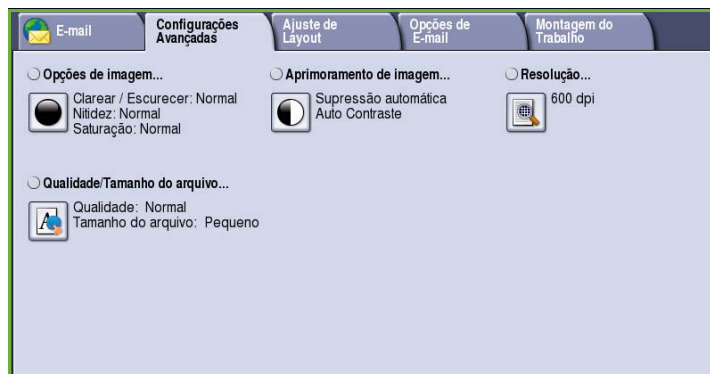 E-mail
Configurações
Avançadas
Ajuste de
Layout
Opções de
E-mail
Montagem do
Trabalho
Opções de imagem...
Clarear / Escurecer: Normal
Nitidez: Normal
Saturação: Normal
Aprimoramento de imagem...
Supressão automática
Auto Contraste
Resolução...
600 dpi
Qualidade/Tamanho do arquivo...
Qualidade: Normal
Tamanho do arquivo: Pequeno